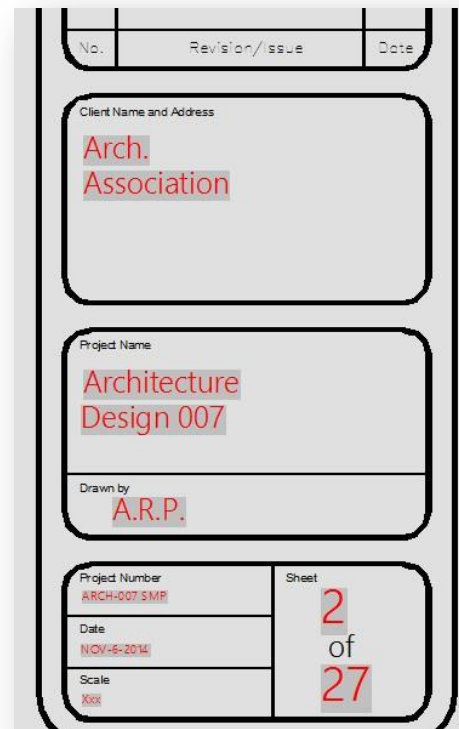 No. Revision/Issue Date
Client Name and Address
Arch.
Association
Project Name
Architecture
Design 007
Drawn by
A.R.P.
Project Number
ARCH-007 SMP
Date
NOV-6-2014
Scale
Xxx
Sheet
2
of
27